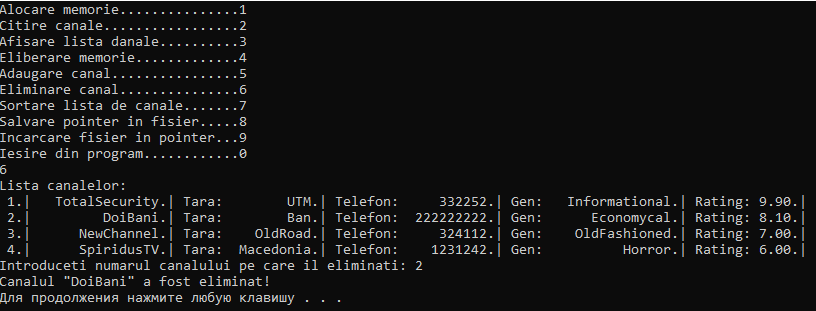 Alocare memorie...............1
Citire canale.................2
Afisare lista danale..........3
Eliberare memorie.............4
Adaugare canal................5
Eliminare canal...............6
Sortare lista de canale.......7
Salvare pointer in fisier.....8
Incarcare fisier in pointer...9
Iesire din program............0
6
Lista canalelor:
 1.|   TotalSecurity.| Tara:        UTM.| Telefon:     332252.| Gen:   Informational.| Rating: 9.90.|
 2.|         DoiBani.| Tara:        Ban.| Telefon:  222222222.| Gen:      Economycal.| Rating: 8.10.|
 3.|      NewChannel.| Tara:    OldRoad.| Telefon:     324112.| Gen:    OldFashioned.| Rating: 7.00.|
 4.|      SpiridusTV.| Tara:  Macedonia.| Telefon:    1231242.| Gen:          Horror.| Rating: 6.00.|
Introduceti numarul canalului pe care il eliminati: 2
Canalul "DoiBani" a fost eliminat!
Для продолжения нажмите любую клавишу . . .